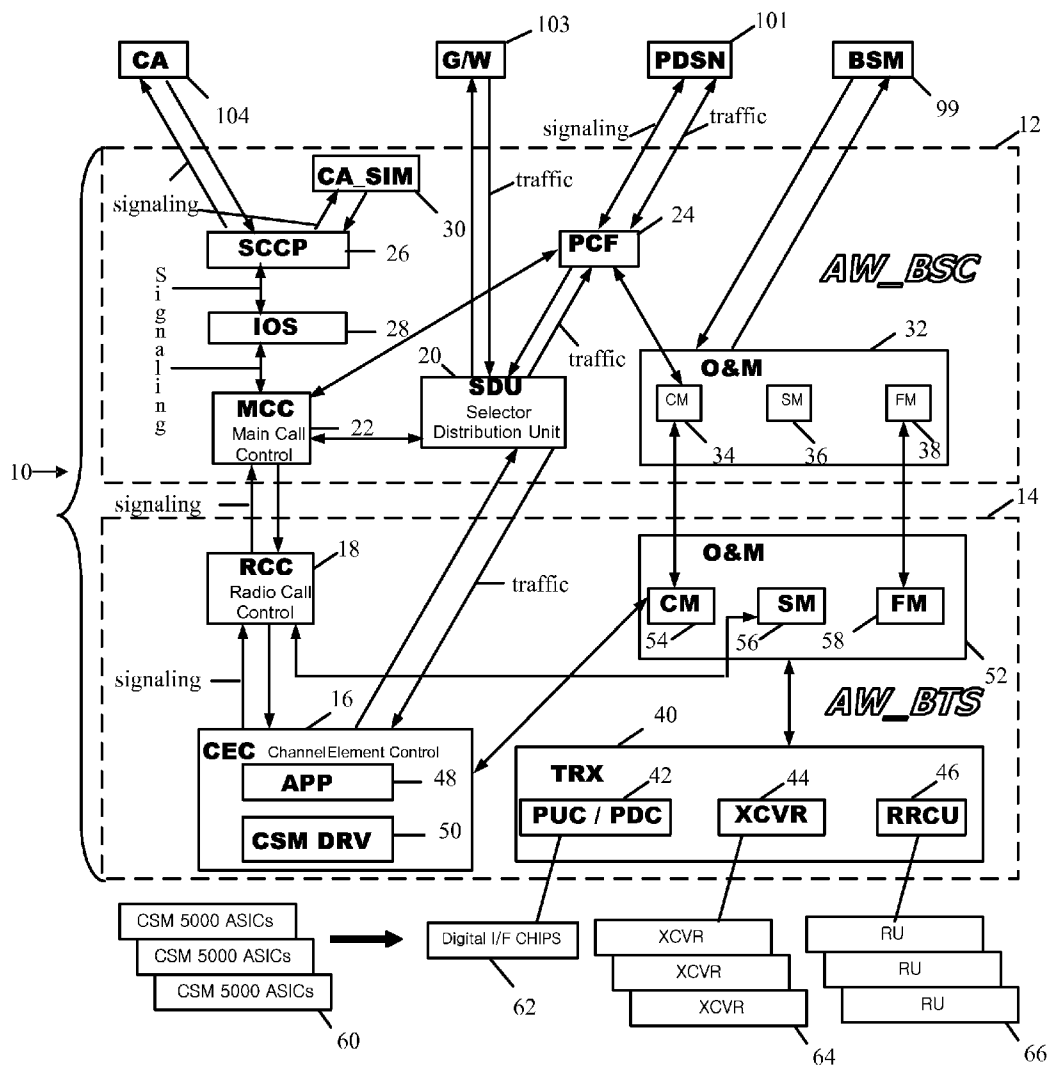 CA
104
G/W
103
PDSN
101
BSM
99
signaling
traffic
12
CA_SIM
30
signaling
traffic
SCCP
26
PCF
24
AW_BSC
Signaling
IOS
28
traffic
20
SDU
Selector
Distribution Unit
32
O&M
CM
SM
FM
34
36
38
MCC
Main Call
Control
22
10
signaling
14
RCC
Radio Call
Control
18
traffic
O&M
CM
SM
FM
54
56
58
52
signaling
AW_BTS
16
CEC Channel Element Control
APP
48
CSM DRV
50
40
TRX
42
44
46
PUC / PDC
XCVR
RRCU
CSM 5000 ASICs
CSM 5000 ASICs
CSM 5000 ASICs
60
Digital I/F CHIPS
62
XCVR
XCVR
XCVR
64
RU
RU
RU
66